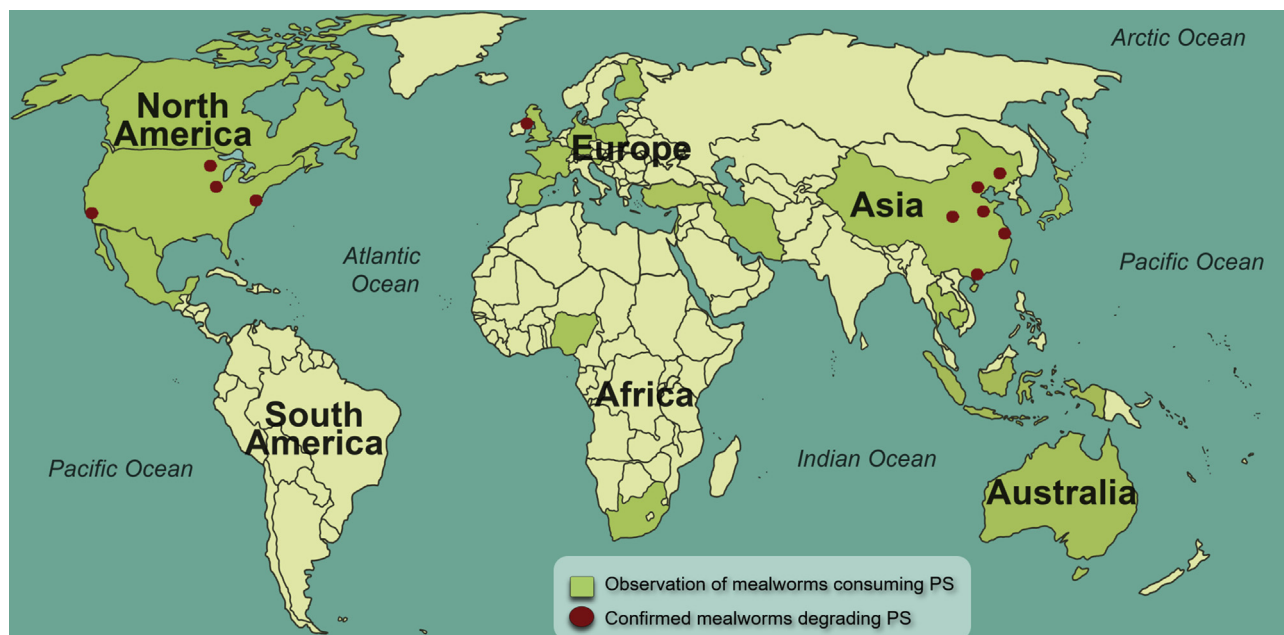 Arctic Ocean
North
America
Europe
Asia
Atlantic
Ocean
Pacific Ocean
Africa
South
America
Pacific Ocean
Indian Ocean
Australia
Observation of mealworms consuming PS
Confirmed mealworms degrading PS